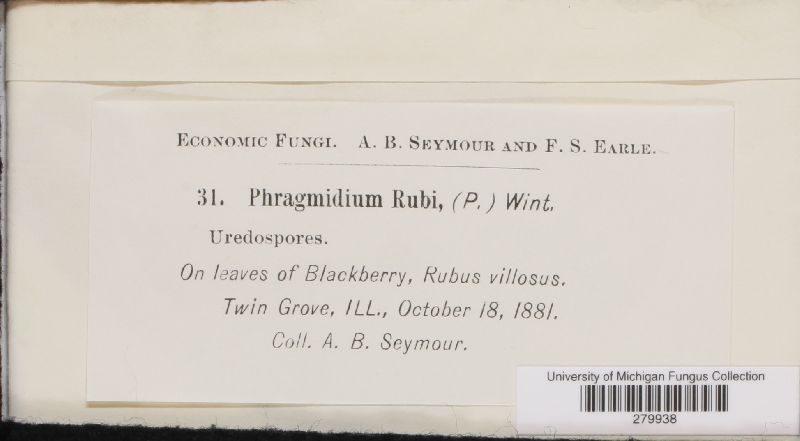 ECONOMIC FUNGI. A. B. SEYMOUR AND F. S. EARLE.
31. Phragmidium Rubi, (P.) Wint.
Uredospores.
On leaves of Blackberry, Rubus villosus.
Twin Grove, ILL., October 18, 1881.
Coll. A. B. Seymour.
University of Michigan Fungus Collection
279938